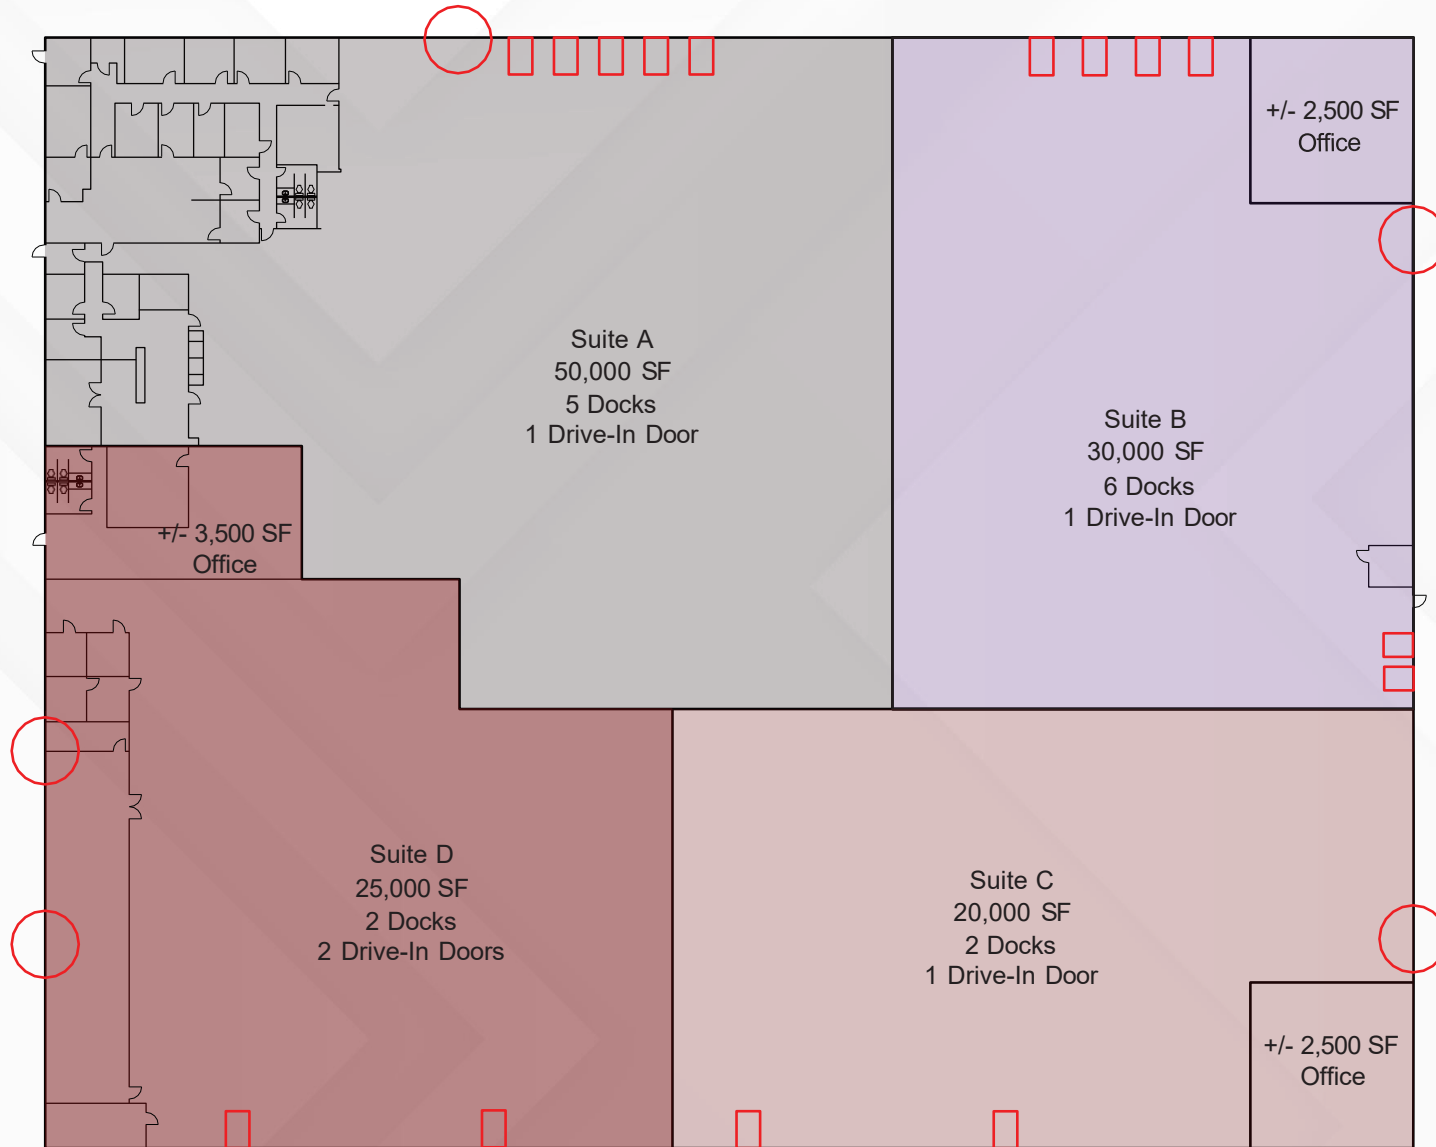 +/- 2,500 SF
Office
Suite A
50,000 SF
5 Docks
1 Drive-In Door
Suite B
30,000 SF
6 Docks
1 Drive-In Door
+/- 3,500 SF
Office
Suite D
25,000 SF
2 Docks
2 Drive-In Doors
Suite C
20,000 SF
2 Docks
1 Drive-In Door
+/- 2,500 SF
Office